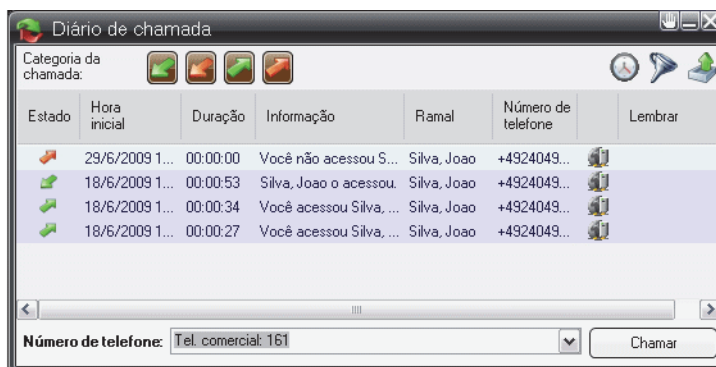 Diário de chamada
Categoria da
chamada:
Estado Hora inicial Duração Informação Ramal Número de telefone Lembrar
29/6/2009 1... 00:00:00 Você não acessou S... Silva, Joao +4924049...
18/6/2009 1... 00:00:53 Silva, Joao o acessou. Silva, Joao +4924049...
18/6/2009 1... 00:00:34 Você acessou Silva, ... Silva, Joao +4924049...
18/6/2009 1... 00:00:27 Você acessou Silva, ... Silva, Joao +4924049...
Número de telefone: Tel. comercial: 161 Chamar